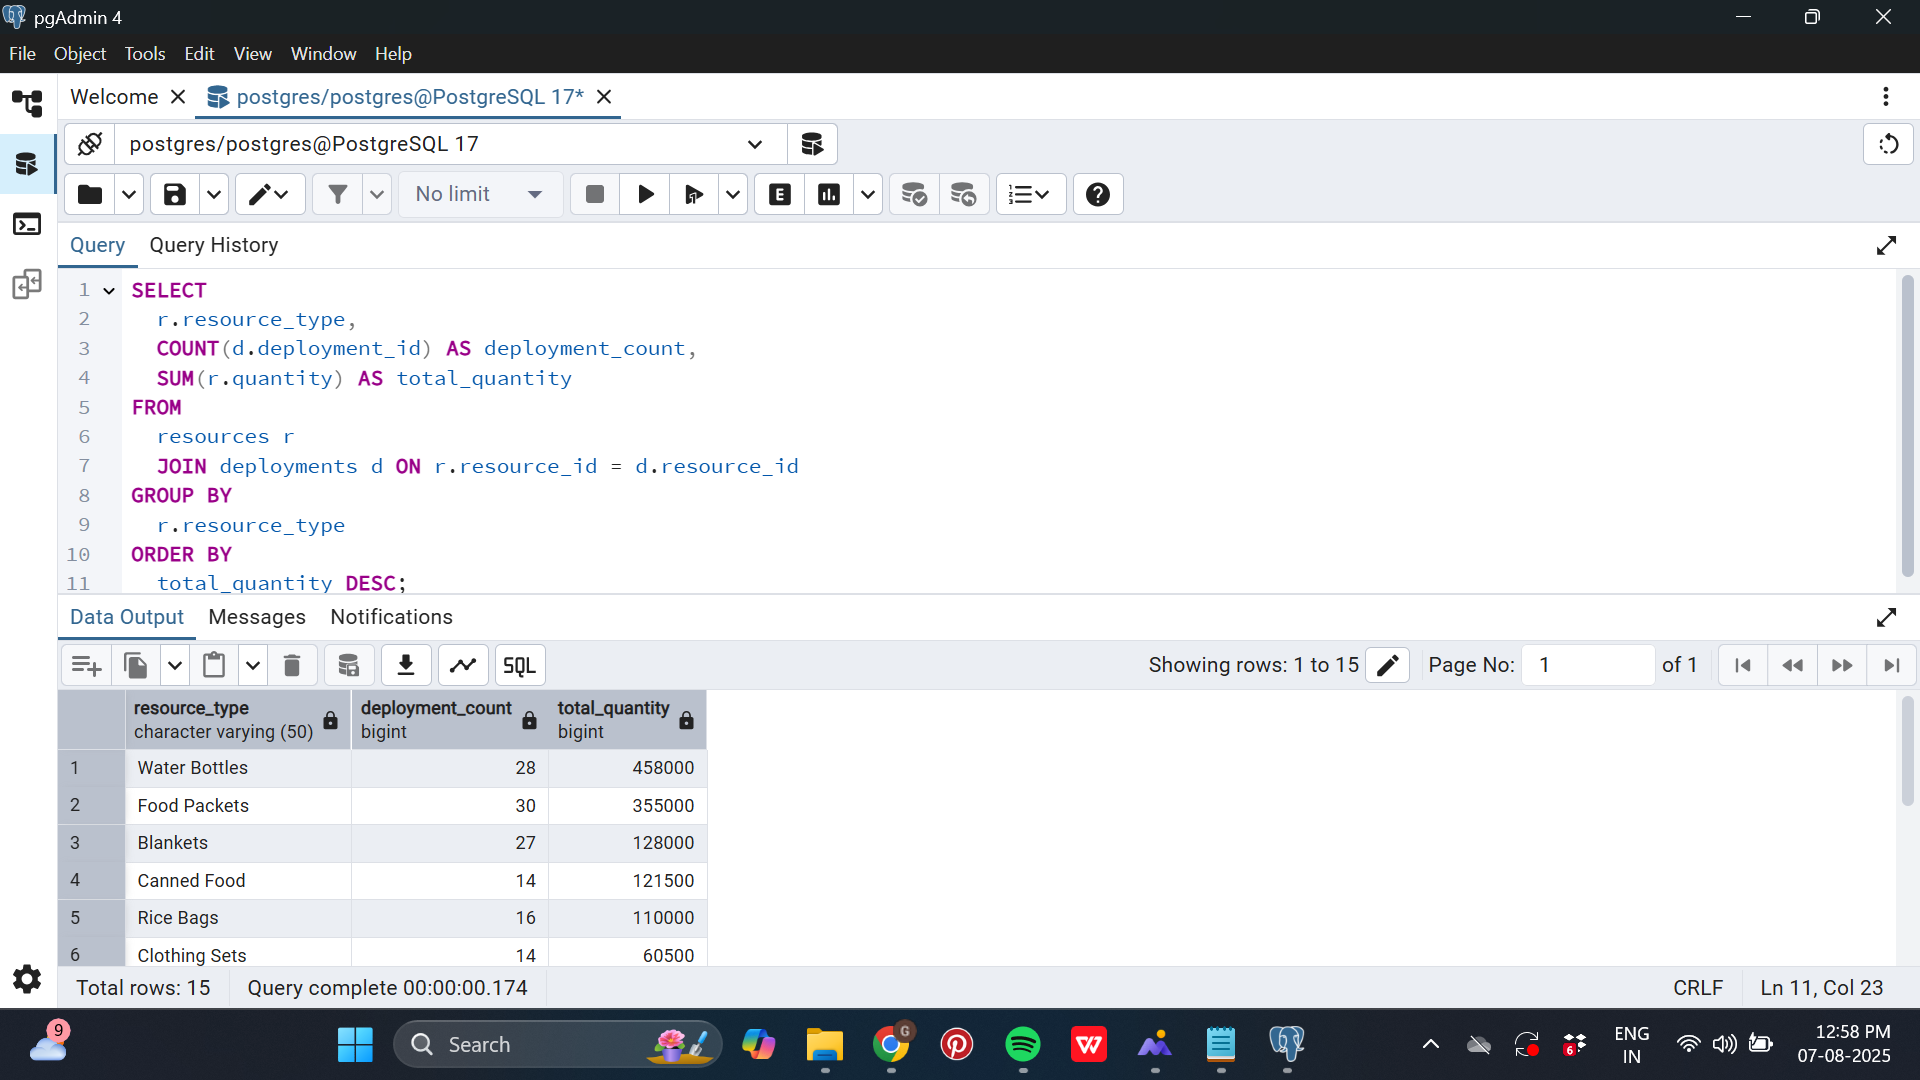 pgAdmin 4
File Object Tools Edit View Window Help
Welcome postgres/postgres@PostgreSQL 17*
postgres/postgres@PostgreSQL 17
No limit E
Query Query History
1 SELECT
2 r.resource_type,
3 COUNT(d.deployment_id) AS deployment_count,
4 SUM(r.quantity) AS total_quantity
5 FROM
6 resources r
7 JOIN deployments d ON r.resource_id = d.resource_id
8 GROUP BY
9 r.resource_type
10 ORDER BY
11 total_quantity DESC;
Data Output Messages Notifications
SQL Showing rows: 1 to 15 Page No: 1 of 1
resource_type deployment_count total_quantity
character varying (50) bigint bigint
1 Water Bottles 28 458000
2 Food Packets 30 355000
3 Blankets 27 128000
4 Canned Food 14 121500
5 Rice Bags 16 110000
6 Clothing Sets 14 60500
Total rows: 15 Query complete 00:00:00.174 CRLF Ln 11, Col 23
9 Search G W 6 ENG 12:58 PM
IN 07-08-2025